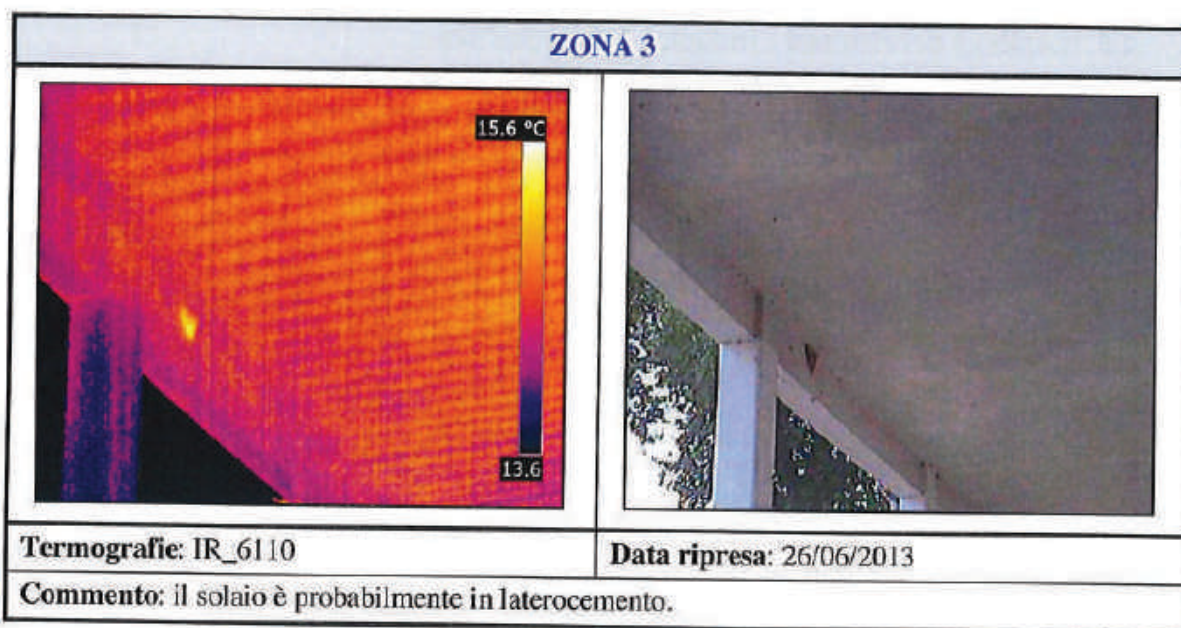 ZONA 3
15.6 °C
13.6
Termografie: IR_6110
Data ripresa: 26/06/2013
Commento: il solaio è probabilmente in laterocemento.